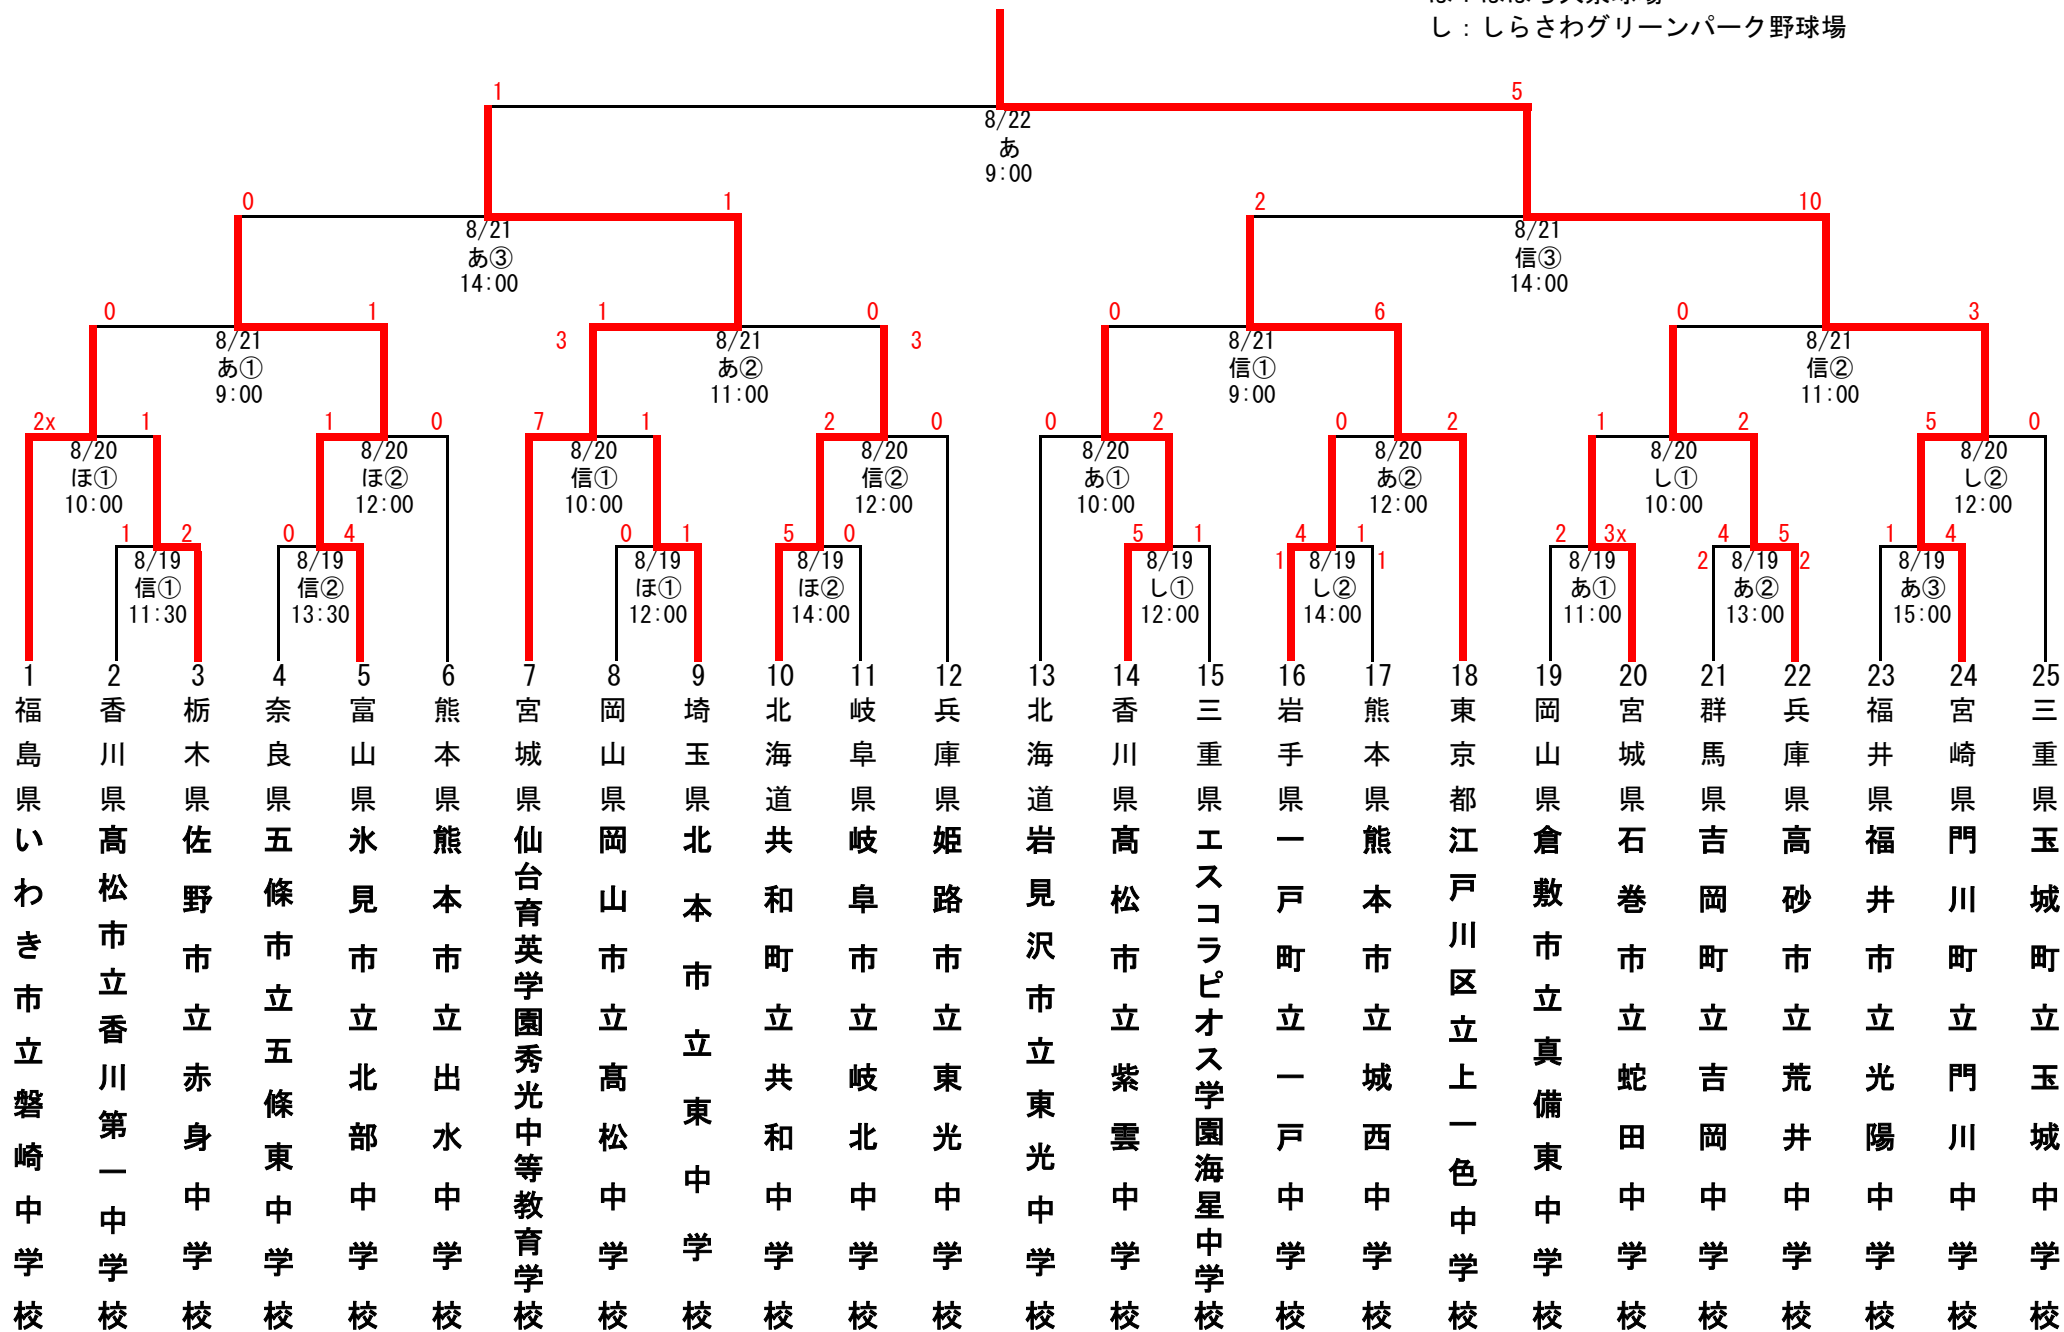 し：しらさわグリーンパーク野球場
1 5
8/22
あ
9:00
0 1 2 10
8/21 8/21
あ③ 信③
14:00 14:00
0 1 1 0 0 6 0 3
3 3
8/21 8/21 8/21 8/21
あ① あ② 信① 信②
9:00 11:00 9:00 11:00
2x 1 1 0 7 1 2 0 0 2 0 2 1 2 5 0
8/20 8/20 8/20 8/20 8/20 8/20 8/20 8/20
ほ① ほ② 信① 信② あ① あ② し① し②
10:00 12:00 10:00 12:00 10:00 12:00 10:00 12:00
1 2 0 4 0 1 5 0 5 1 4 1 2 3x 4 5 1 4
1 1 2 2
8/19 8/19 8/19 8/19 8/19 8/19 8/19 8/19 8/19
信① 信② ほ① ほ② し① し② あ① あ② あ③
11:30 13:30 12:00 14:00 12:00 14:00 11:00 13:00 15:00
1 2 3 4 5 6 7 8 9 10 11 12 13 14 15 16 17 18 19 20 21 22 23 24 25
福島県 いわき市立磐崎中学校
香川県 髙松市立香川第一中学校
栃木県 佐野市立赤身中学校
奈良県 五條市立五條東中学校
富山県 氷見市立北部中学校
熊本県 熊本市立出水中学校
宮城県 仙台育英学園秀光中等教育学校
岡山県 岡山市立髙松中学校
埼玉県 北本市立東中学校
北海道 共和町立共和中学校
岐阜県 岐阜市立岐北中学校
兵庫県 姫路市立東光中学校
北海道 岩見沢市立東光中学校
香川県 髙松市立紫雲中学校
三重県 エスコラピオス学園海星中学校
岩手県 一戸町立一戸中学校
熊本県 熊本市立城西中学校
東京都 江戸川区立上一色中学校
岡山県 倉敷市立真備東中学校
宮城県 石巻市立蛇田中学校
群馬県 吉岡町立吉岡中学校
兵庫県 高砂市立荒井中学校
福井県 福井市光陽中学校
宮崎県 門川町立門川中学校
三重県 玉城町立玉城中学校